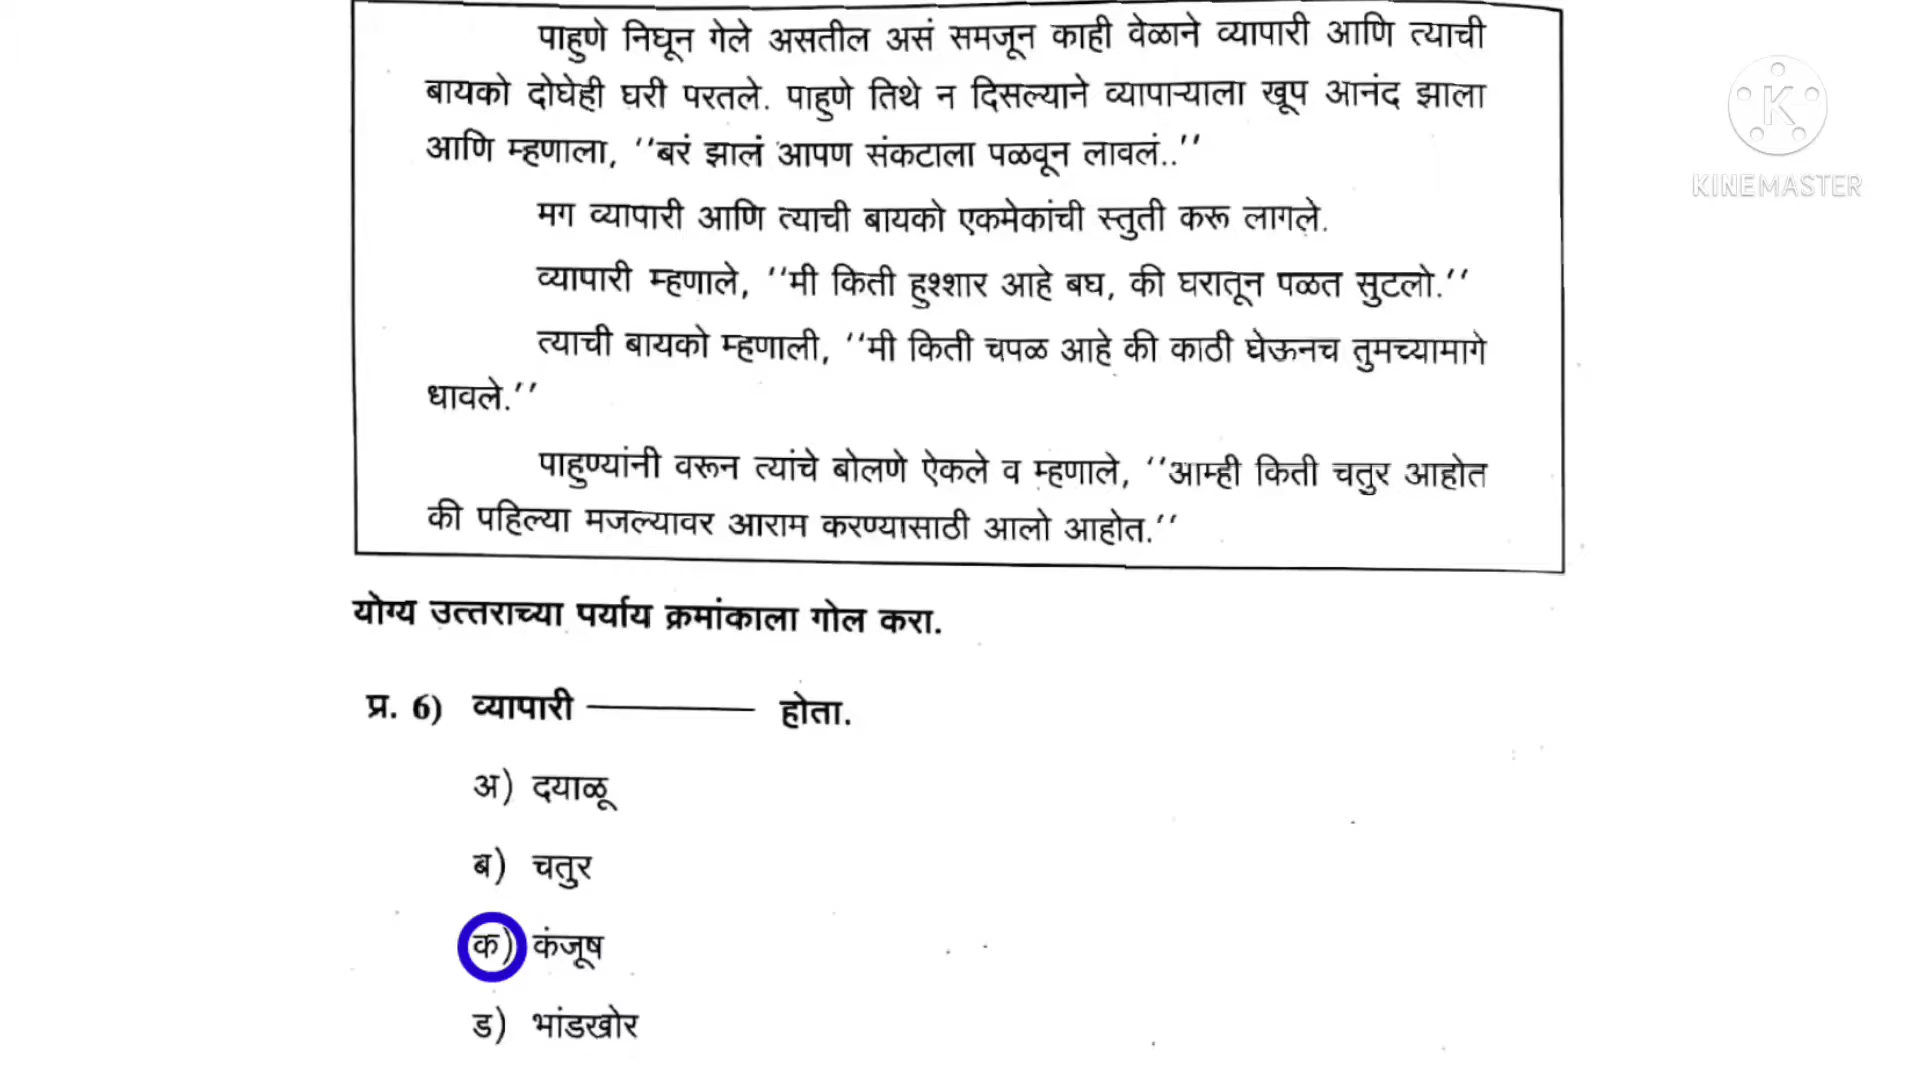 पाहुणे निघून गेले असतील असं समजून काही वेळाने व्यापारी आणि त्याची
बायको दोघेही घरी परतले. पाहुणे तिथे न दिसल्याने व्यापाऱ्याला खूप आनंद झाला
आणि म्हणाला, ‘‘बरं झालं आपण संकटाला पळवून लावलं..’’
मग व्यापारी आणि त्याची बायको एकमेकांची स्तुती करू लागले.
व्यापारी म्हणाले, ‘‘मी किती हुश्शार आहे बघ, की घरातून पळत सुटलो.’’
त्याची बायको म्हणाली, ‘‘मी किती चपळ आहे की काठी घेऊनच तुमच्यामागे
धावले.’’
पाहुण्यांनी वरून त्यांचे बोलणे ऐकले व म्हणाले, ‘‘आम्ही किती चतुर आहोत
की पहिल्या मजल्यावर आराम करण्यासाठी आलो आहोत.’’
योग्य उत्तराच्या पर्याय क्रमांकाला गोल करा.
प्र. 6) व्यापारी ———— होता.
अ) दयाळू
ब) चतुर
क) कंजूष
ड) भांडखोर
K
KINEMASTER